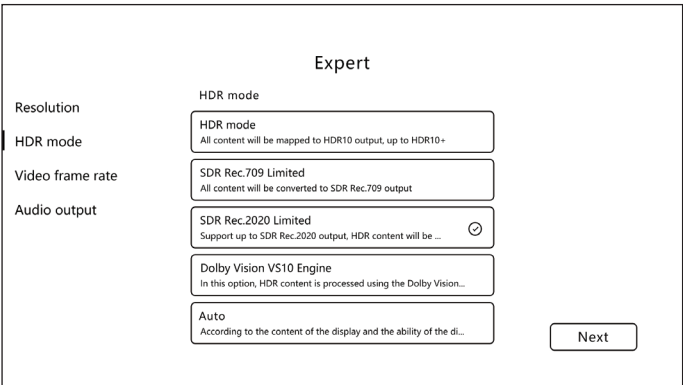 Expert
Resolution
HDR mode
Video frame rate
Audio output
HDR mode
HDR mode
All content will be mapped to HDR10 output, up to HDR10+
SDR Rec.709 Limited
All content will be converted to SDR Rec.709 output
SDR Rec.2020 Limited
Support up to SDR Rec.2020 output, HDR content will be ...
Dolby Vision VS10 Engine
In this option, HDR content is processed using the Dolby Vision...
Auto
According to the content of the display and the ability of the di...
Next